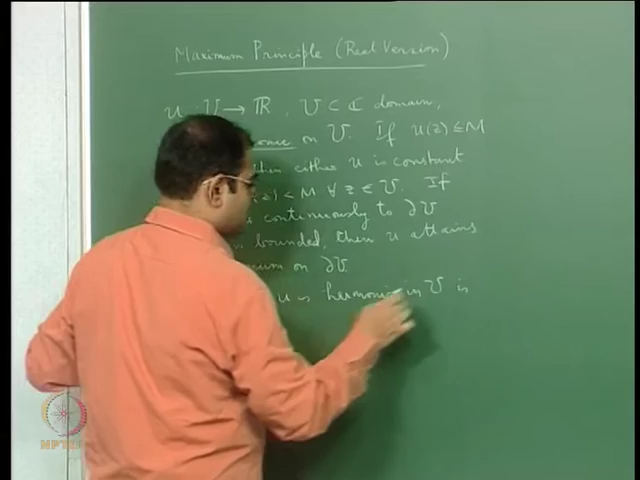 Maximum Principle (Real Version)
u : U → ℝ, U ⊂ ℂ domain,
on U. If u(z) ≤ M
then either u is constant
< M ∀ z ∈ U. If
continuously to ∂U
bounded, then u attains
on ∂U
u is harmonic in U is
NPTEL